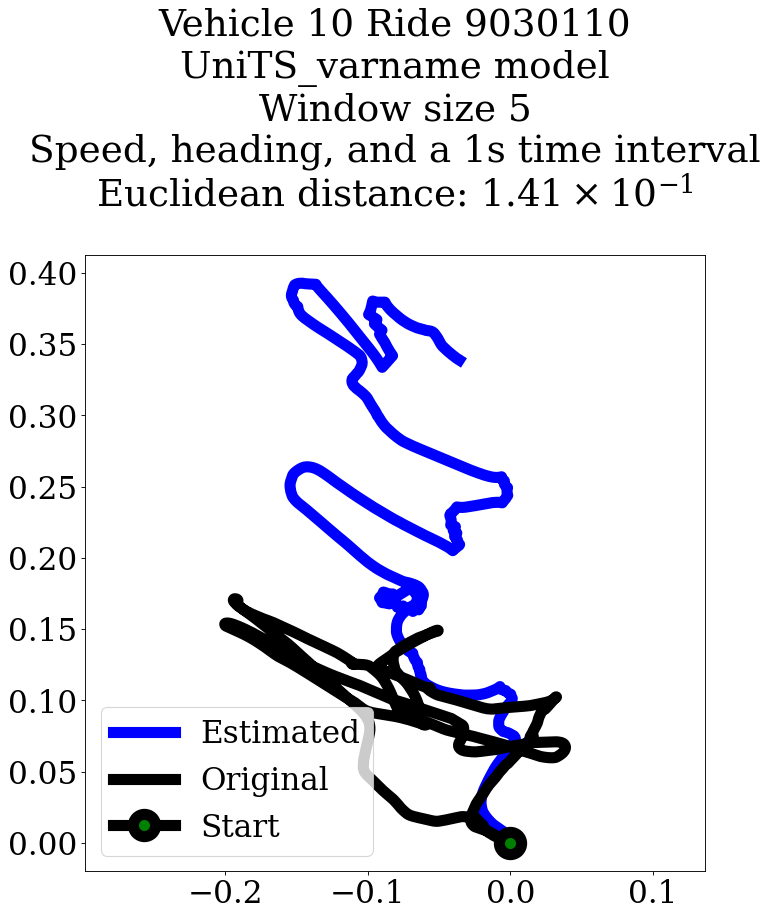 Vehicle 10 Ride 9030110
UniTS_varname model
Window size 5
Speed, heading, and a 1s time interval
Euclidean distance: 1.41 × 10⁻¹
0.40
0.35
0.30
0.25
0.20
0.15
0.10
0.05
0.00
Estimated
Original
Start
−0.2
−0.1
0.0
0.1